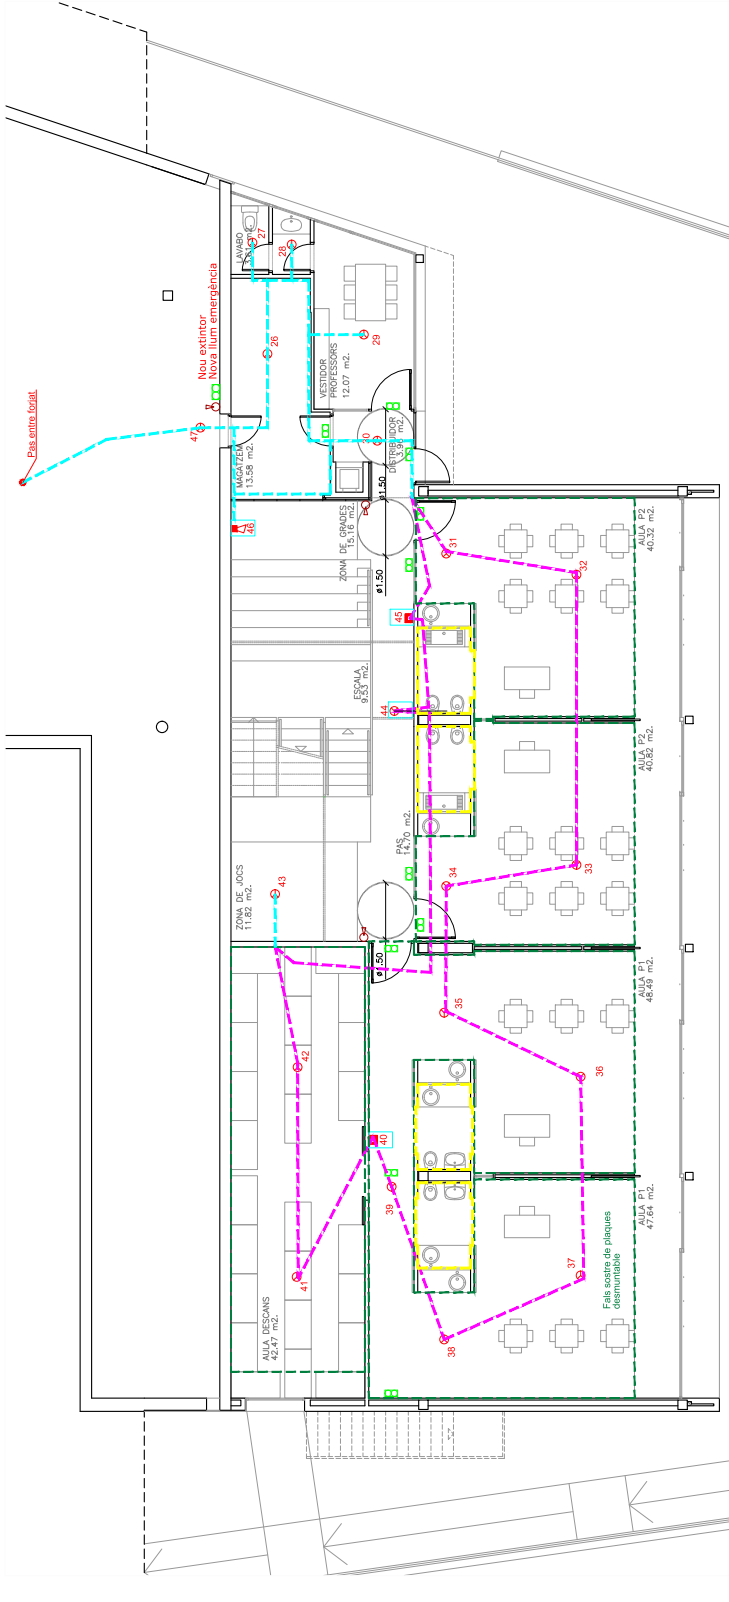 Pas entre forjat
Nou extintor
Nova llum emergència
LAVABO
27
28
26
29
VESTIDOR
PROFESSORS
12.07 m2.
47
MAGATZEM
13.58 m2.
30
DISTRIBUIDOR
3.96 m2.
ø1.50
46
ZONA DE GRADES
15.16 m2.
ø1.50
31
32
AULA P2
40.32 m2.
45
ESCALA
9.53 m2.
44
AULA P2
40.82 m2.
PAS
14.70 m2.
33
34
43
ZONA DE JOCS
11.82 m2.
ø1.50
35
AULA P1
48.49 m2.
42
36
40
39
AULA P1
47.64 m2.
Fals sostre de plaques
desmuntable
41
37
AULA DESCANS
42.47 m2.
38